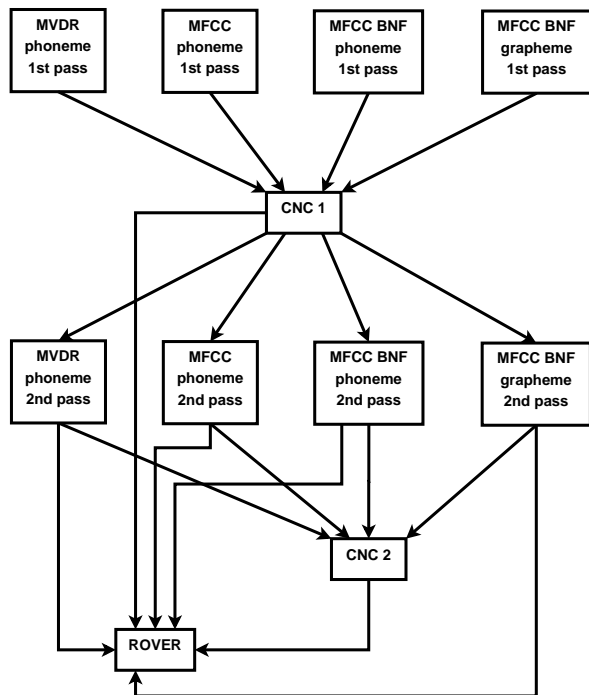 MVDR
phoneme
1st pass
MFCC
phoneme
1st pass
MFCC BNF
phoneme
1st pass
MFCC BNF
grapheme
1st pass
CNC 1
MVDR
phoneme
2nd pass
MFCC
phoneme
2nd pass
MFCC BNF
phoneme
2nd pass
MFCC BNF
grapheme
2nd pass
CNC 2
ROVER